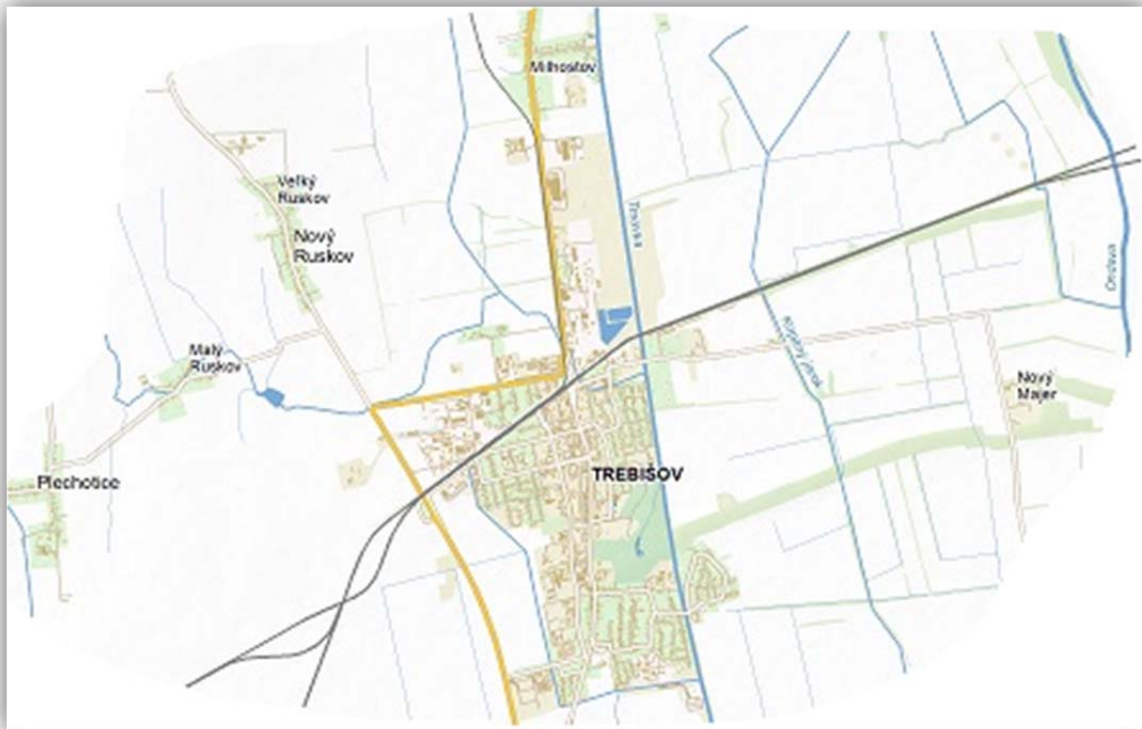 Milhostov
Veľký
Ruskov
Nový
Ruskov
Trnávka
Ondava
Malý
Ruskov
Nový
Majer
Plechotice
TREBIŠOV